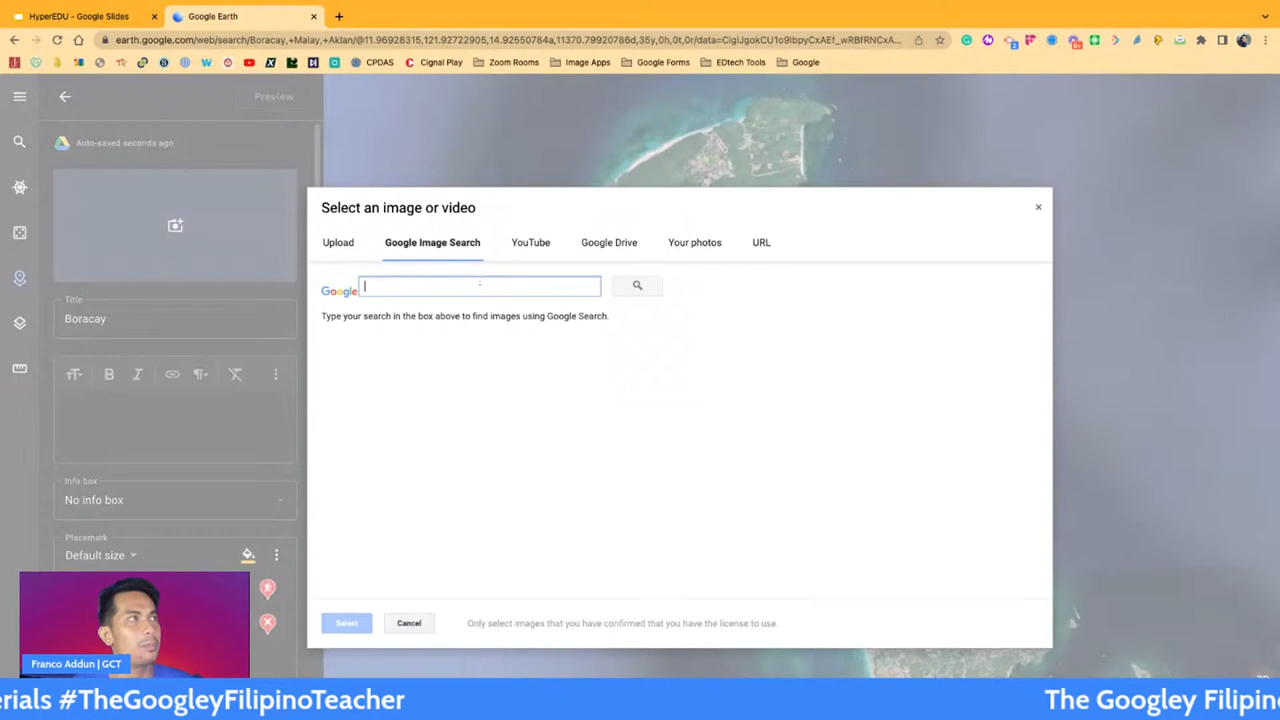 HyperEDU - Google Slides
Google Earth
earth.google.com/web/search/Boracay,+Malay,+Aklan/@11.96928315,121.92722905,14.92550784a,11370.79920786d,35y,0h,0t,0r/data=CigiJgokCU1o9lbpyCxAEf_wRBfRNCxA...
CPDAS
Cignal Play
Zoom Rooms
Image Apps
Google Forms
EDtech Tools
Google
Preview
Auto-saved seconds ago
Title
Boracay
Info box
No info box
Placemark
Default size
Select an image or video
Upload
Google Image Search
YouTube
Google Drive
Your photos
URL
Google
Type your search in the box above to find images using Google Search.
Select
Cancel
Only select images that you have confirmed that you have the license to use.
Franco Addun | GCT
erials #TheGoogleyFilipinoTeacher
The Googley Filipin